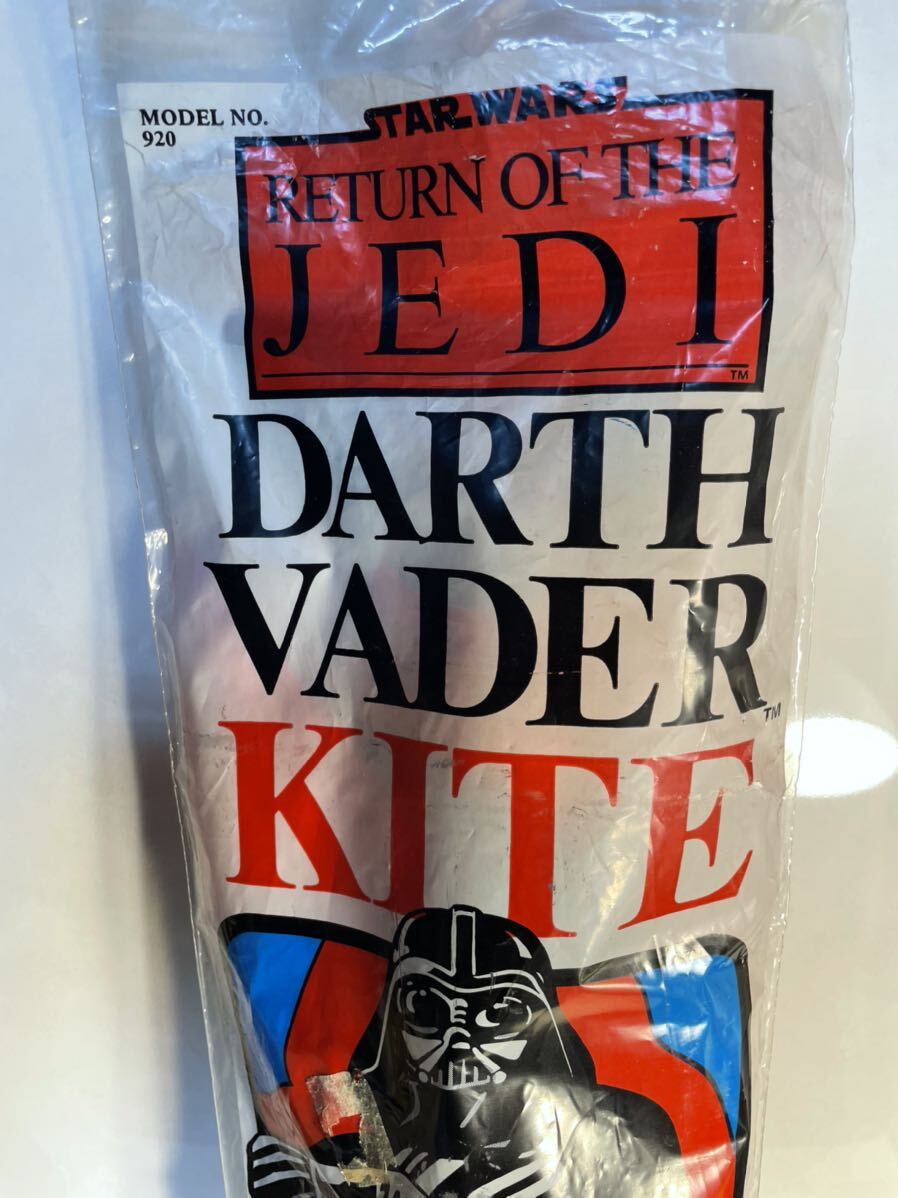 MODEL NO.
920
STAR WARS
RETURN OF THE
JEDI
TM
DARTH
VADER
TM
KITE